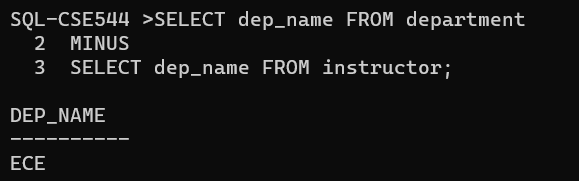 SQL-CSE544 >SELECT dep_name FROM department
  2  MINUS
  3  SELECT dep_name FROM instructor;

DEP_NAME
----------
ECE